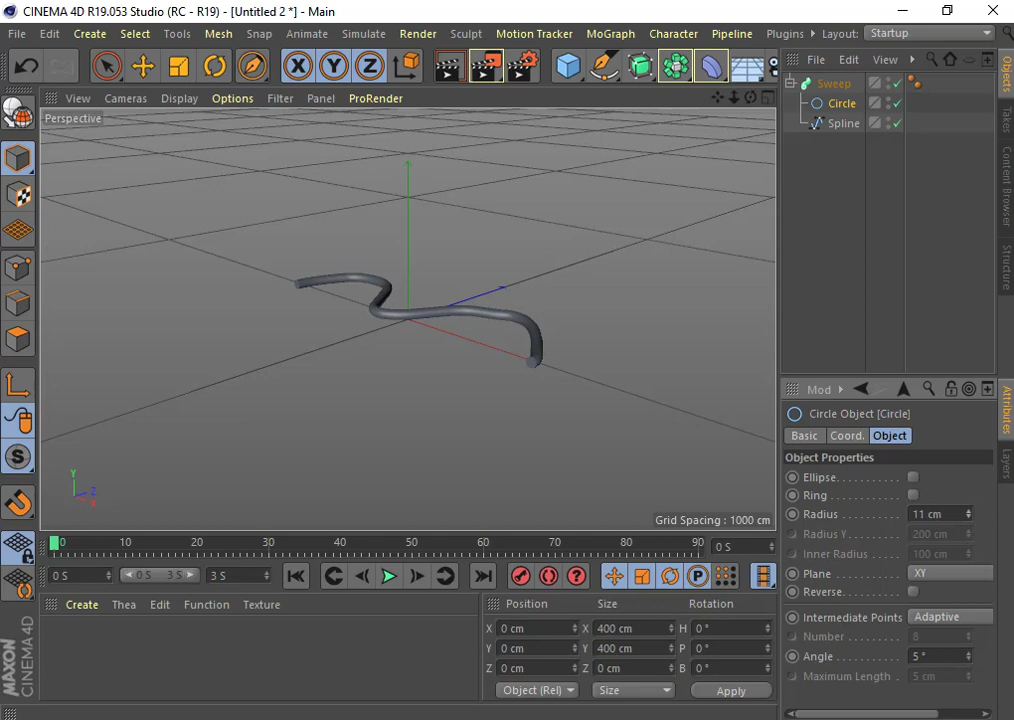 CINEMA 4D R19.053 Studio (RC - R19) - [Untitled 2 *] - Main
File Edit Create Select Tools Mesh Snap Animate Simulate Render Sculpt Motion Tracker MoGraph Character Pipeline Plugins Layout: Startup
X Y Z
File Edit View
View Cameras Display Options Filter Panel ProRender
Perspective
Sweep
Circle
Spline
Objects
Takes
Content Browser
Structure
Y
Z
X
S
Grid Spacing : 1000 cm
Mod
Attributes
Layers
Circle Object [Circle]
Basic Coord. Object
Object Properties
Ellipse
Ring
Radius 11 cm
Radius Y 200 cm
Inner Radius 100 cm
Plane XY
Reverse
Intermediate Points Adaptive
Number 8
Angle 5 °
Maximum Length 5 cm
0 10 20 30 40 50 60 70 80 90 0 S
0 S 0 S 3 S 3 S P
Create Thea Edit Function Texture
Position Size Rotation
X 0 cm X 400 cm H 0 °
Y 0 cm Y 400 cm P 0 °
Z 0 cm Z 0 cm B 0 °
Object (Rel) Size Apply
MAXON CINEMA 4D